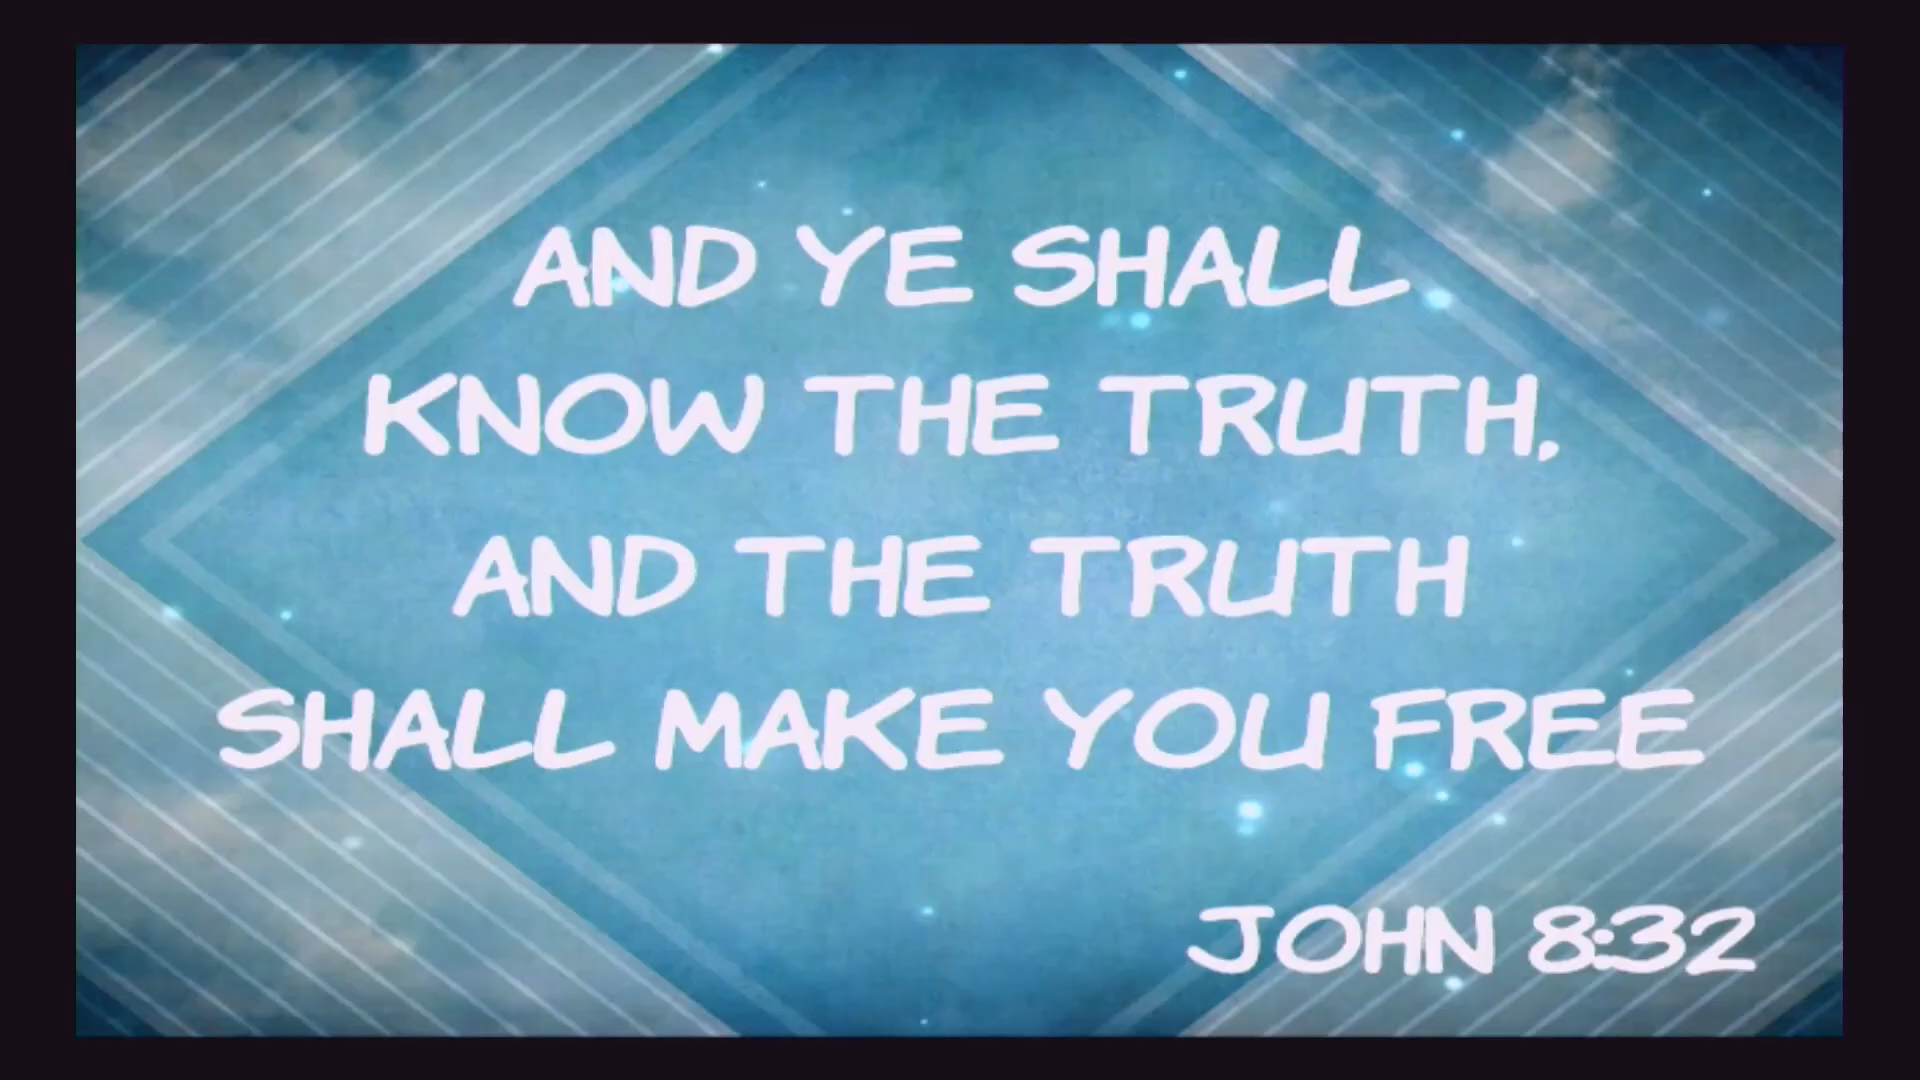 AND YE SHALL
KNOW THE TRUTH,
AND THE TRUTH
SHALL MAKE YOU FREE
JOHN 8:32